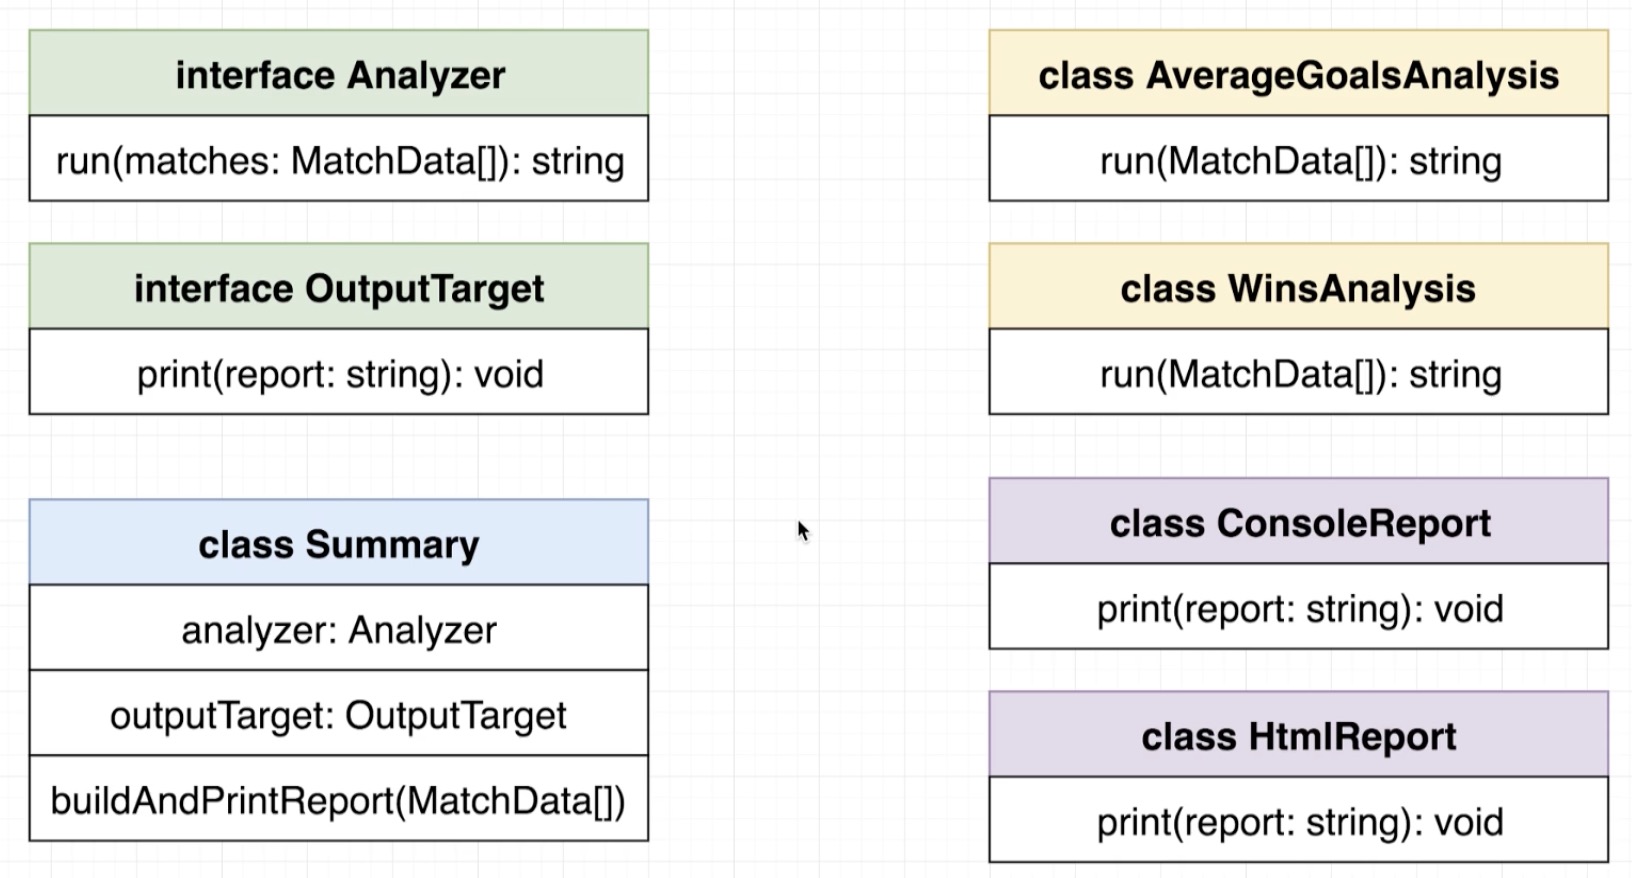 interface Analyzer
run(matches: MatchData[]): string
interface OutputTarget
print(report: string): void
class Summary
analyzer: Analyzer
outputTarget: OutputTarget
buildAndPrintReport(MatchData[])
class AverageGoalsAnalysis
run(MatchData[]): string
class WinsAnalysis
run(MatchData[]): string
class ConsoleReport
print(report: string): void
class HtmlReport
print(report: string): void